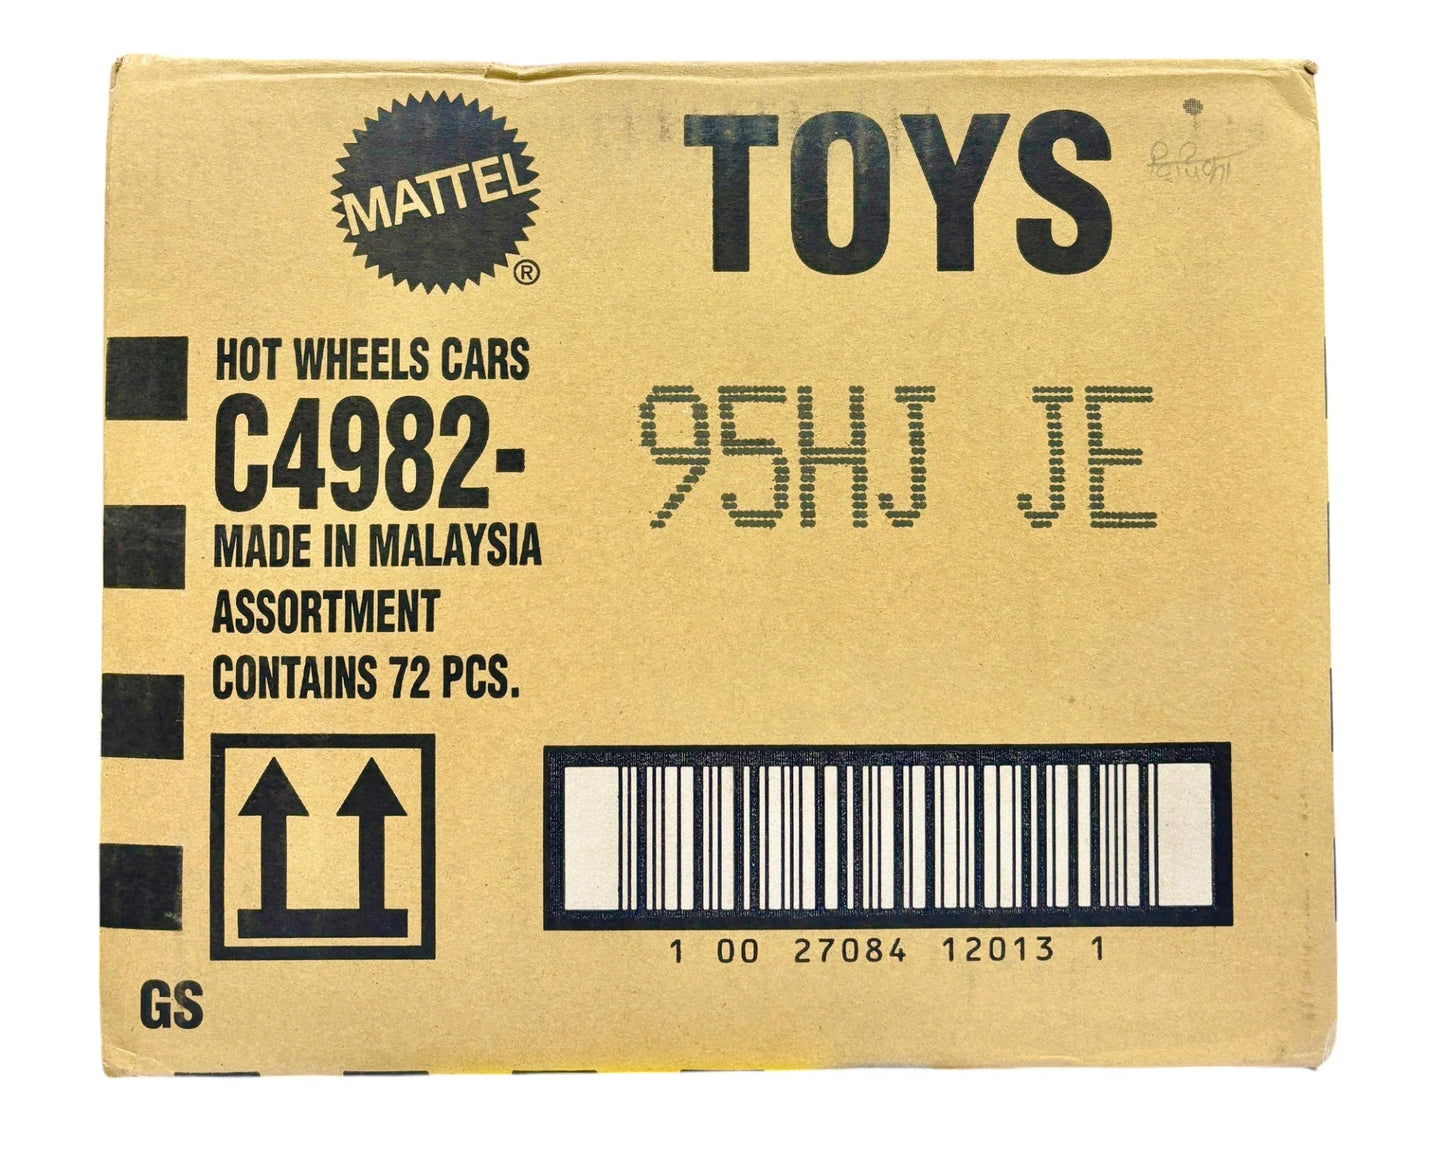 MATTEL
®
TOYS
HOT WHEELS CARS
C4982-
95HJ JE
MADE IN MALAYSIA
ASSORTMENT
CONTAINS 72 PCS.
1 00 27084 12013 1
GS